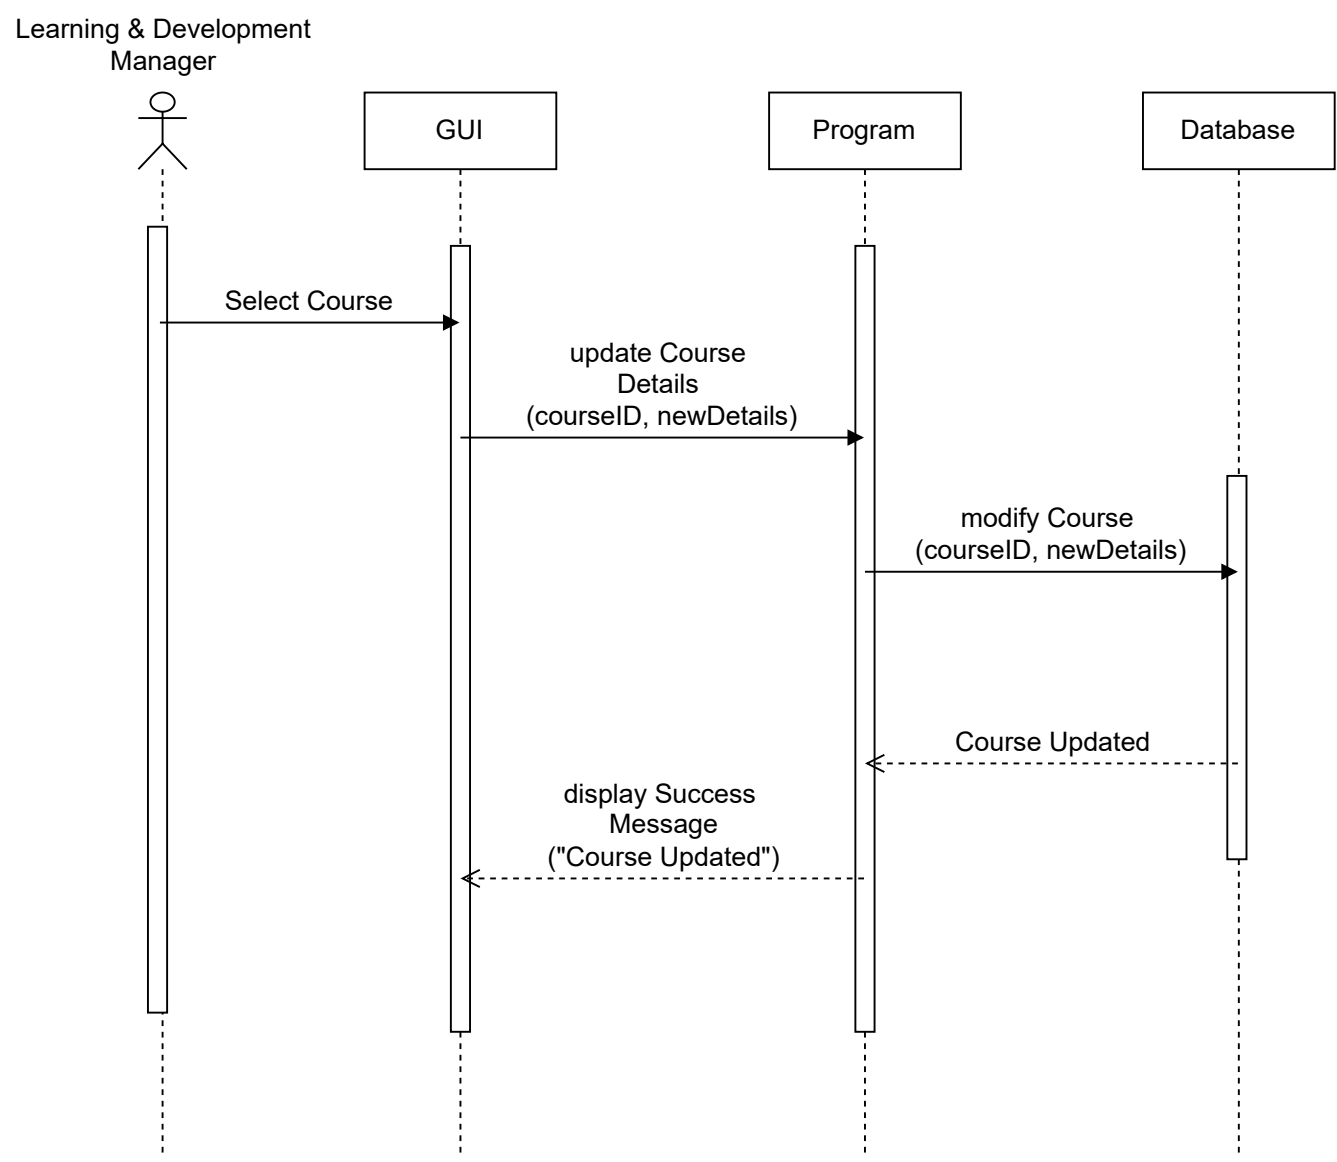 Learning & Development
Manager
GUI
Program
Database
Select Course
update Course
Details
(courseID, newDetails)
modify Course
(courseID, newDetails)
Course Updated
display Success
Message
("Course Updated")